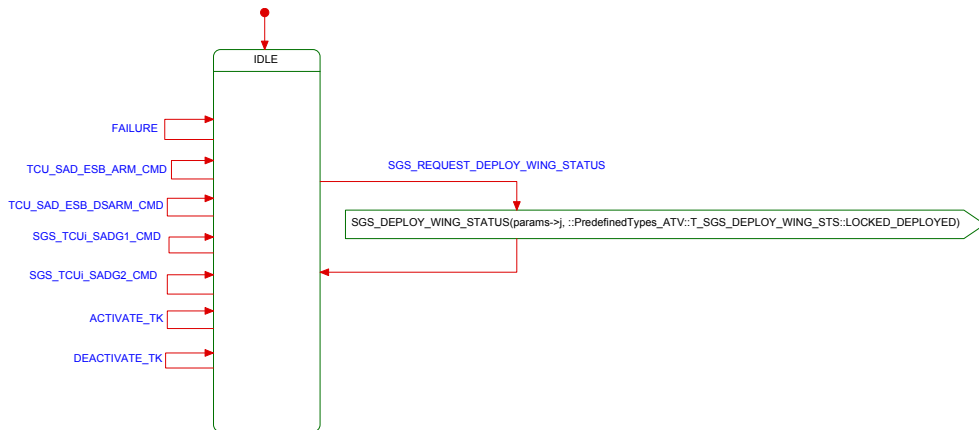 IDLE
FAILURE
TCU_SAD_ESB_ARM_CMD
SGS_REQUEST_DEPLOY_WING_STATUS
TCU_SAD_ESB_DSARM_CMD
SGS_DEPLOY_WING_STATUS(params->j, ::PredefinedTypes_ATV::T_SGS_DEPLOY_WING_STS::LOCKED_DEPLOYED)
SGS_TCUi_SADG1_CMD
SGS_TCUi_SADG2_CMD
ACTIVATE_TK
DEACTIVATE_TK